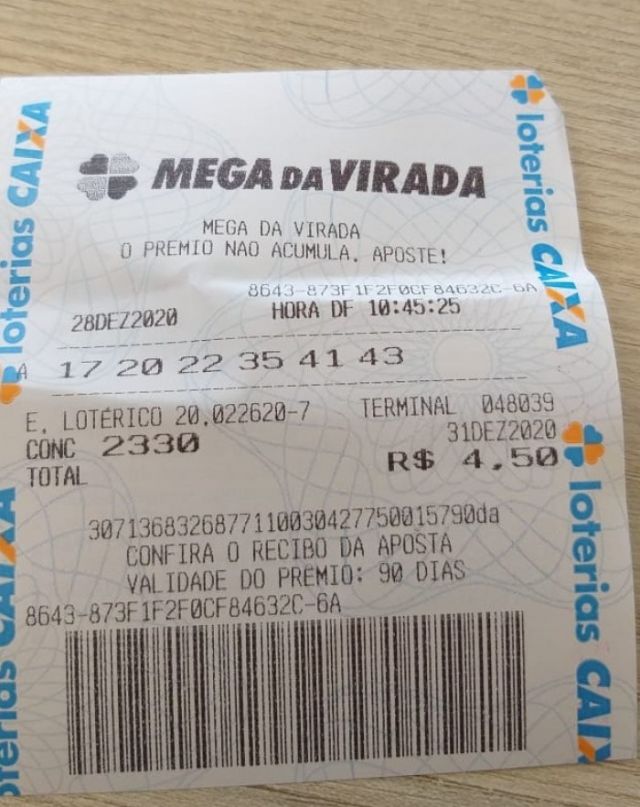 MEGA DA VIRADA
MEGA DA VIRADA
O PREMIO NAO ACUMULA. APOSTE!
8643-873F1F2F0CF84632C-6A
28DEZ2020 HORA DF 10:45:25
A 17 20 22 35 41 43
E. LOTÉRICO 20.022620-7 TERMINAL 048039
CONC 2330 31DEZ2020
TOTAL R$ 4,50
3071368326877110030427750015790da
CONFIRA O RECIBO DA APOSTA
VALIDADE DO PREMIO: 90 DIAS
8643-873F1F2F0CF84632C-6A
loterias CAIXA
loterias CAIXA
loterias CAIXA
loterias CAIXA